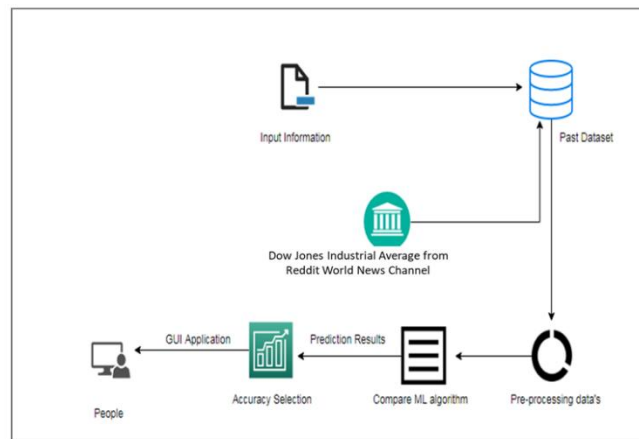 Input Information
Past Dataset
Dow Jones Industrial Average from
Reddit World News Channel
GUI Application
Prediction Results
People
Accuracy Selection
Compare ML algorithm
Pre-processing data's